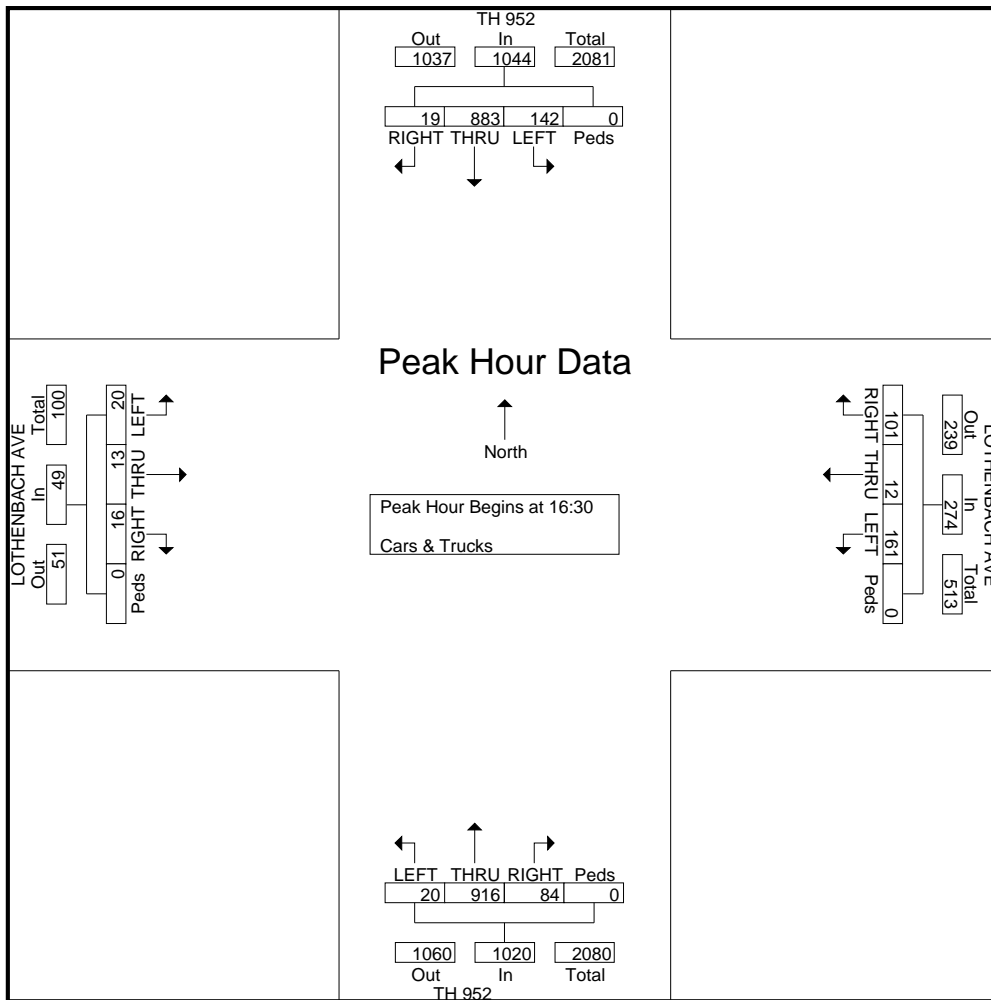 TH 952
Out In Total
1037 1044 2081
19 883 142 0
RIGHT THRU LEFT Peds
Peak Hour Data
North
Peak Hour Begins at 16:30
Cars & Trucks
LOTHENBACH AVE
Total In Out
100 49 51
20 13 16 0
LEFT THRU RIGHT Peds
RIGHT THRU LEFT Peds
101 12 161 0
239 274 513
Out In Total
LOTHENBACH AVE
LEFT THRU RIGHT Peds
20 916 84 0
1060 1020 2080
Out In Total
TH 952